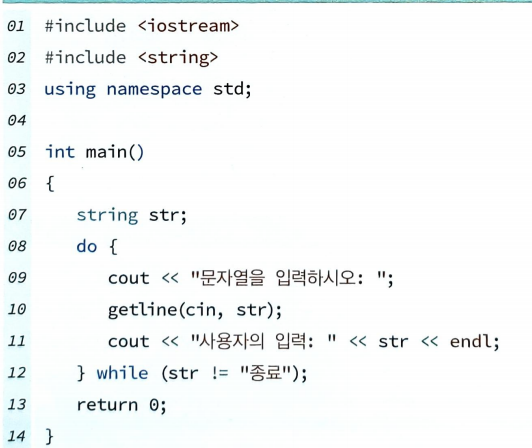 01 #include <iostream>
02 #include <string>
03 using namespace std;
04
05 int main()
06 {
07 string str;
08 do {
09 cout << "문자열을 입력하시오: ";
10 getline(cin, str);
11 cout << "사용자의 입력: " << str << endl;
12 } while (str != "종료");
13 return 0;
14 }